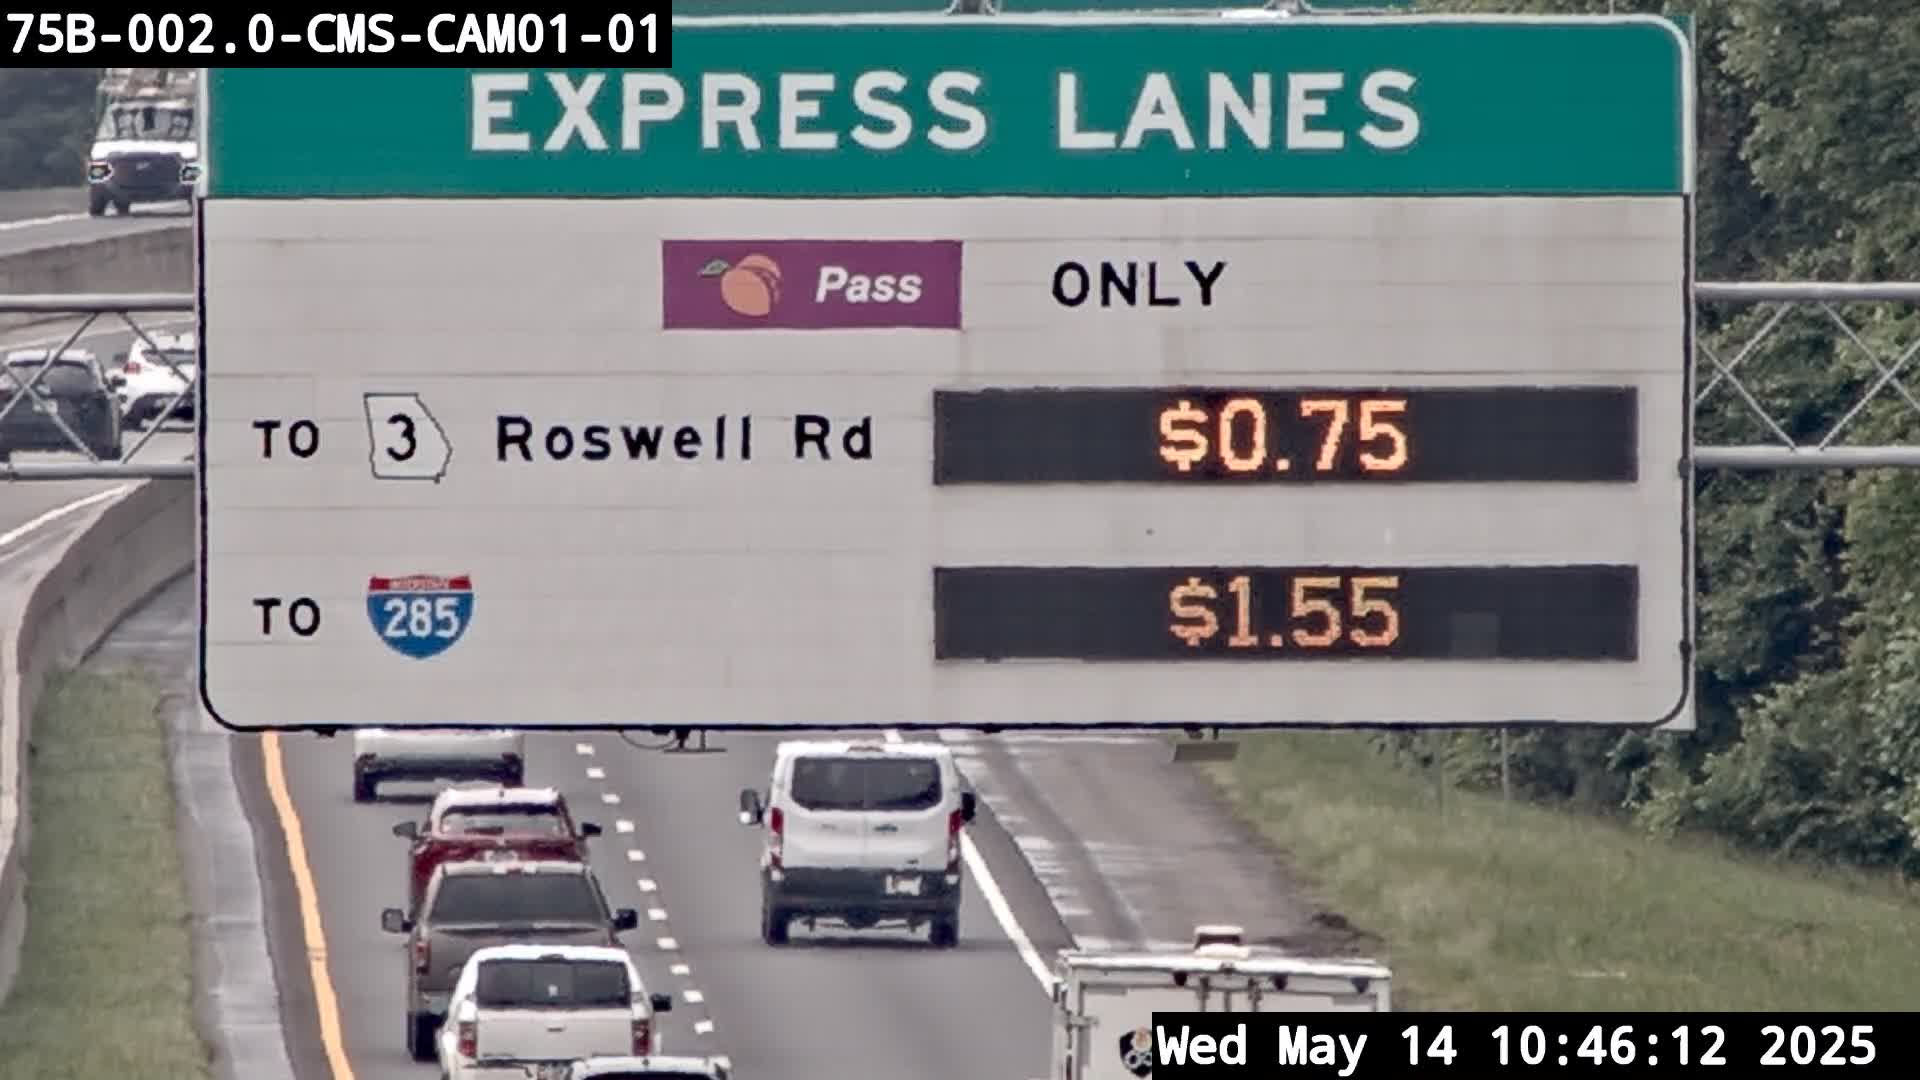 75B-002.0-CMS-CAM01-01
EXPRESS LANES
Pass ONLY
TO 3 Roswell Rd $0.75
INTERSTATE
TO 285 $1.55
Wed May 14 10:46:12 2025